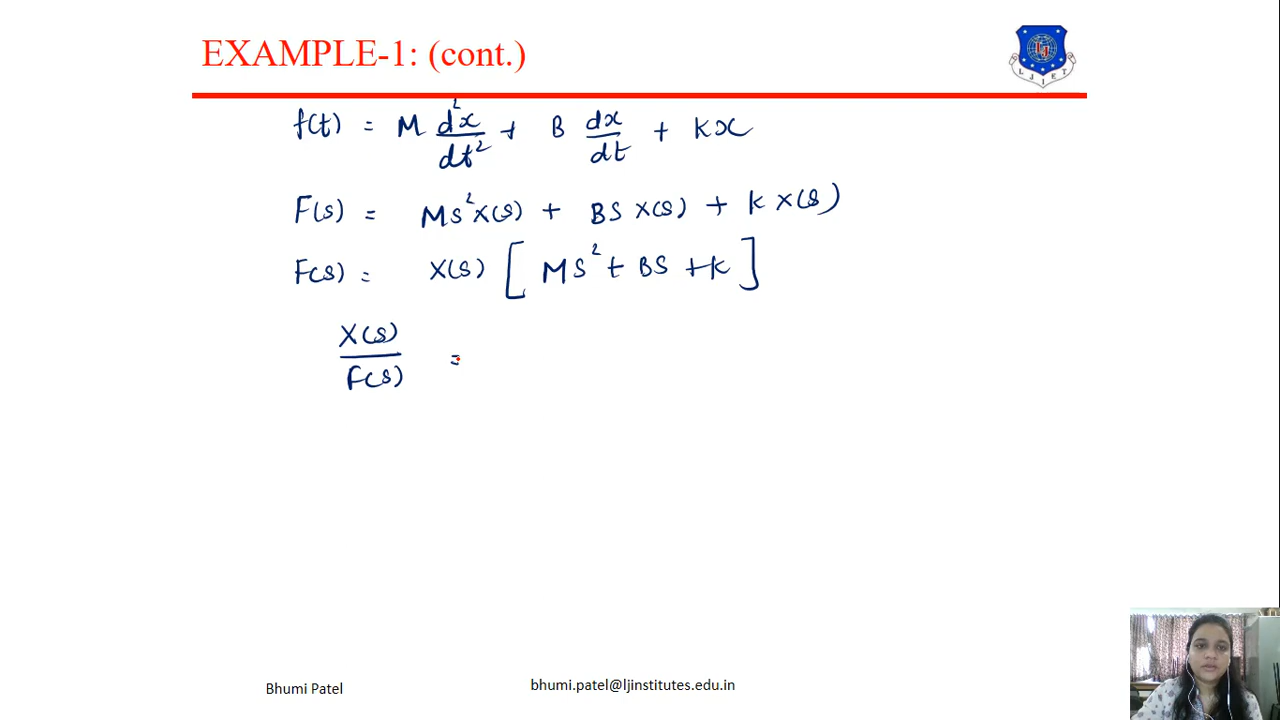 EXAMPLE-1: (cont.)
LJIET
f(t) = M d²x/dt² + B dx/dt + Kx
F(s) = MS²X(s) + BS X(s) + K X(s)
F(s) = X(s) [ MS² + BS + K ]
X(s)/F(s) =
Bhumi Patel
bhumi.patel@ljinstitutes.edu.in